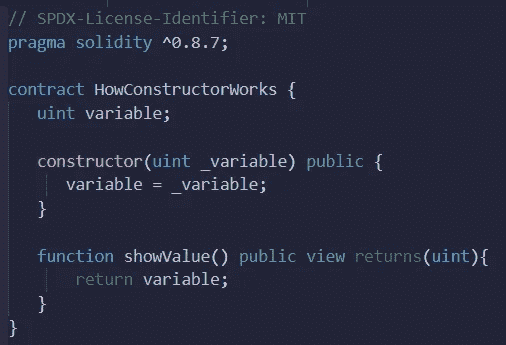 // SPDX-License-Identifier: MIT
pragma solidity ^0.8.7;
contract HowConstructorWorks {
uint variable;
constructor(uint _variable) public {
variable = _variable;
}
function showValue() public view returns(uint){
return variable;
}
}